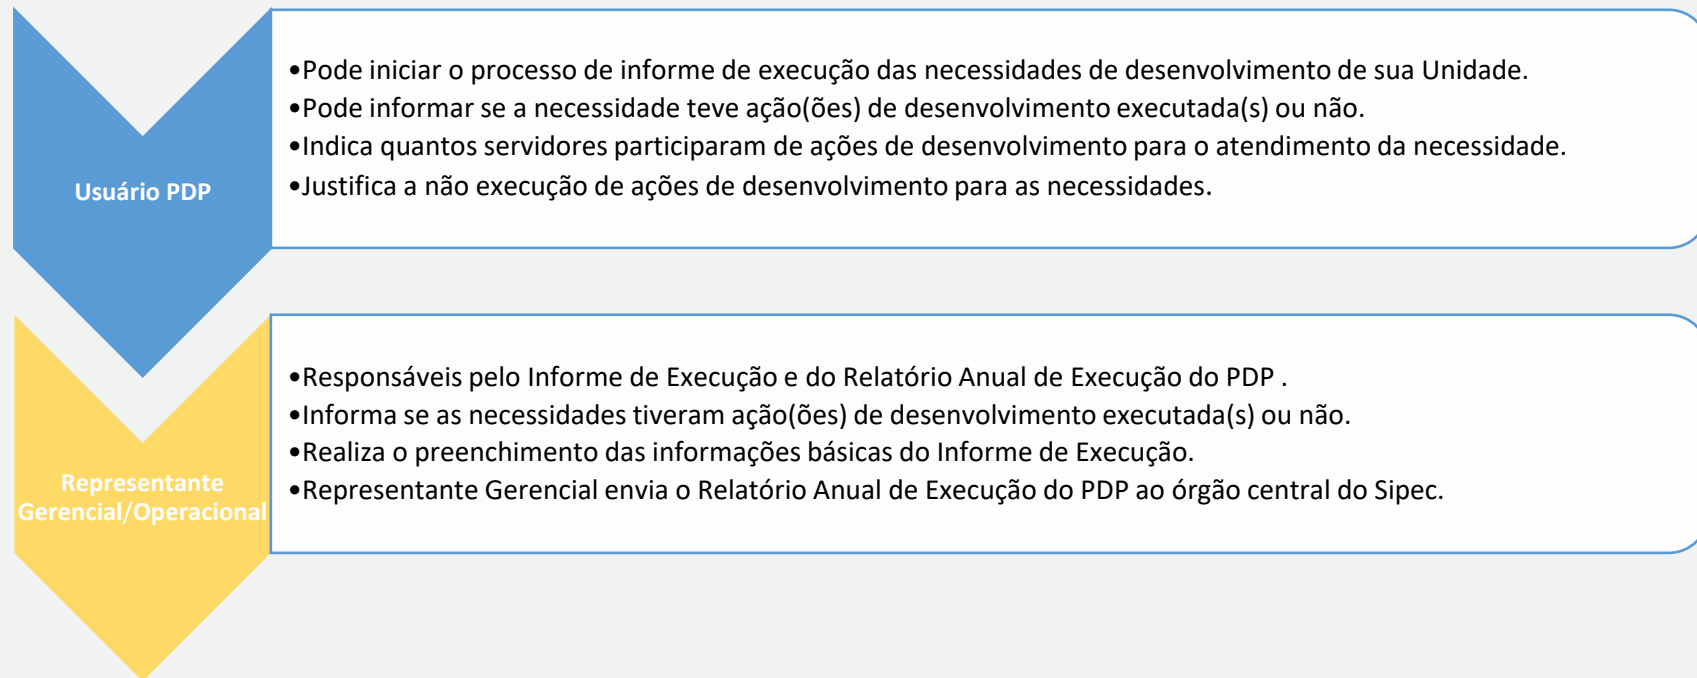 Usuário PDP
•Pode iniciar o processo de informe de execução das necessidades de desenvolvimento de sua Unidade.
•Pode informar se a necessidade teve ação(ões) de desenvolvimento executada(s) ou não.
•Indica quantos servidores participaram de ações de desenvolvimento para o atendimento da necessidade.
•Justifica a não execução de ações de desenvolvimento para as necessidades.
Representante
Gerencial/Operacional
•Responsáveis pelo Informe de Execução e do Relatório Anual de Execução do PDP .
•Informa se as necessidades tiveram ação(ões) de desenvolvimento executada(s) ou não.
•Realiza o preenchimento das informações básicas do Informe de Execução.
•Representante Gerencial envia o Relatório Anual de Execução do PDP ao órgão central do Sipec.